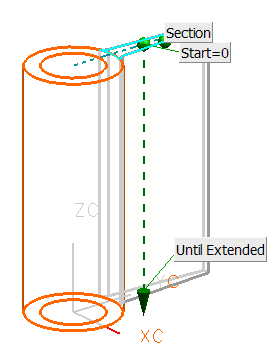 Section
Start=0
ZC
Until Extended
C
XC